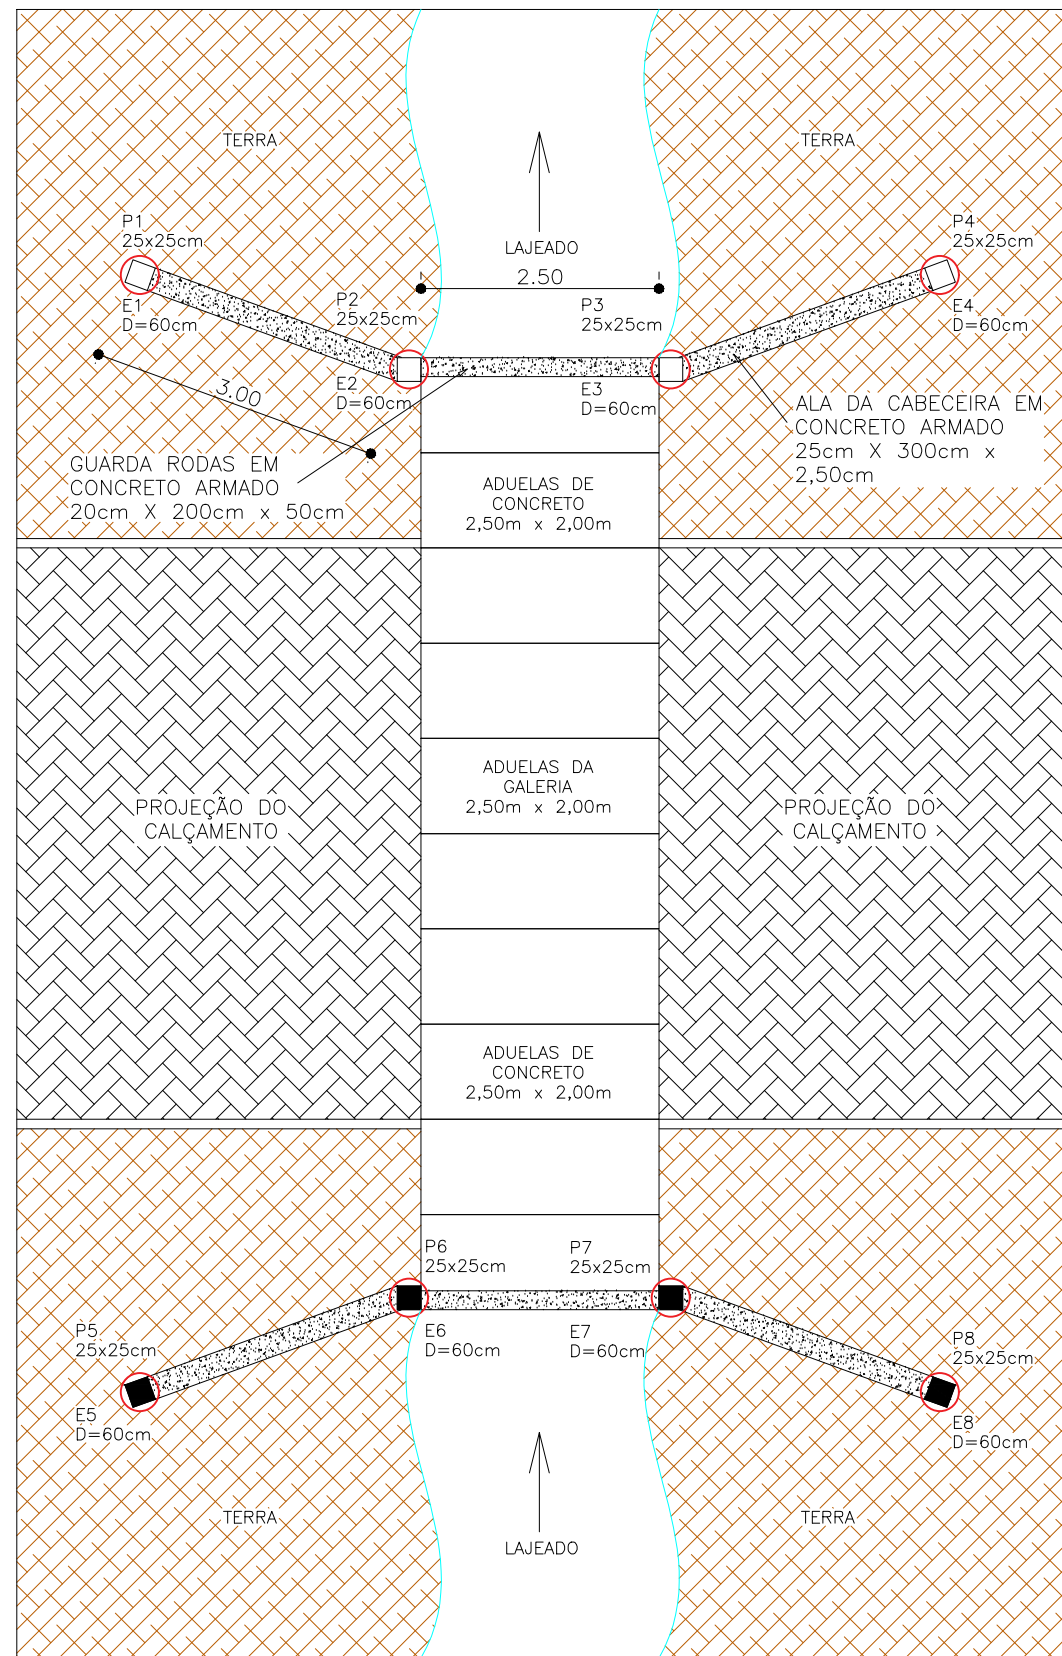 TERRA
TERRA
P1
25x25cm
P4
25x25cm
LAJEADO
2.50
E1
D=60cm
P2
25x25cm
P3
25x25cm
E4
D=60cm
3.00
E2
D=60cm
E3
D=60cm
ALA DA CABECEIRA EM
CONCRETO ARMADO
25cm X 300cm x
2,50cm
GUARDA RODAS EM
CONCRETO ARMADO
20cm X 200cm x 50cm
ADUELAS DE
CONCRETO
2,50m x 2,00m
PROJEÇÃO DO
CALÇAMENTO
ADUELAS DA
GALERIA
2,50m x 2,00m
PROJEÇÃO DO
CALÇAMENTO
ADUELAS DE
CONCRETO
2,50m x 2,00m
P6
25x25cm
P7
25x25cm
P5
25x25cm
E6
D=60cm
E7
D=60cm
P8
25x25cm
E5
D=60cm
E8
D=60cm
TERRA
TERRA
LAJEADO